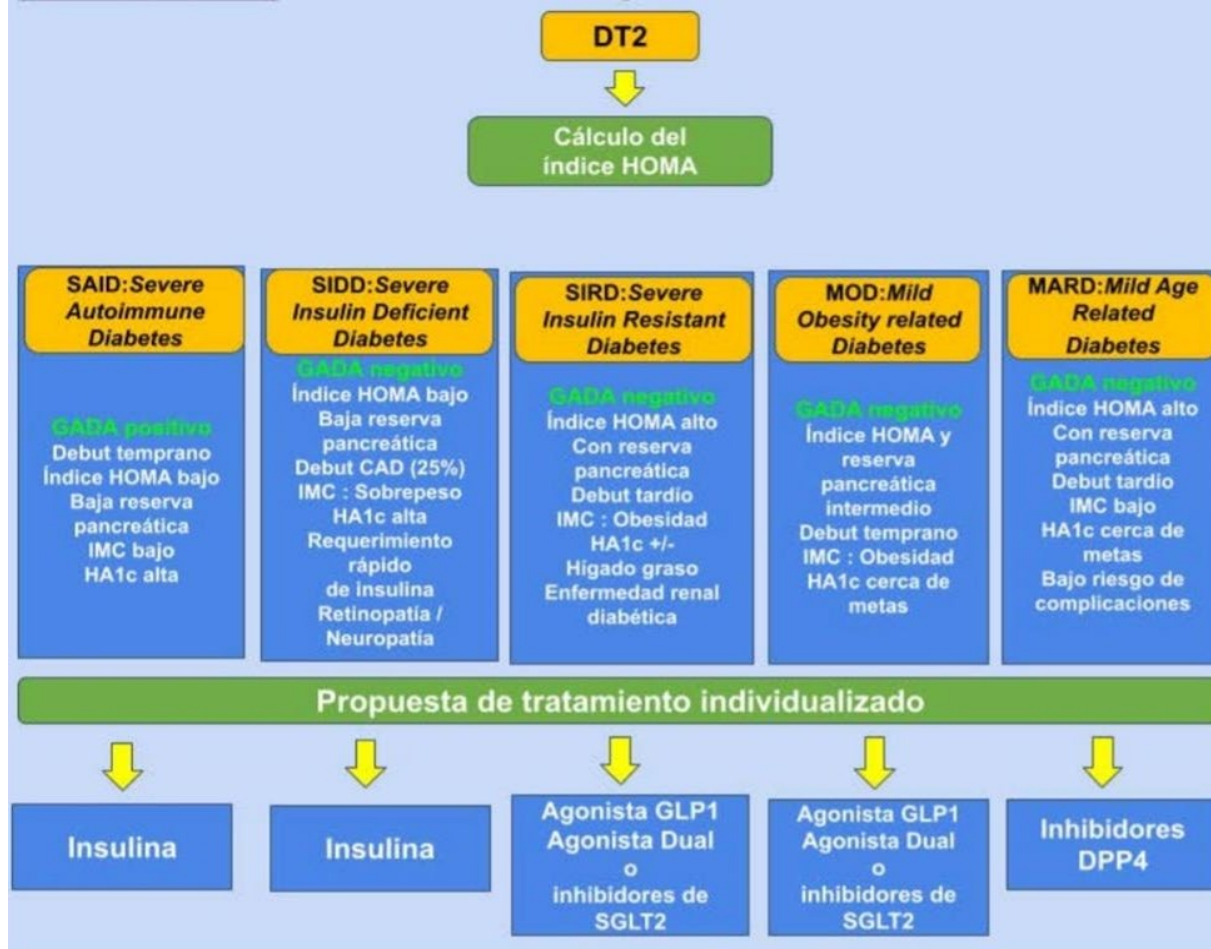 DT2
Cálculo del
índice HOMA
SAID:Severe
Autoimmune
Diabetes
GADA positivo
Debut temprano
Índice HOMA bajo
Baja reserva
pancreática
IMC bajo
HA1c alta
SIDD:Severe
Insulin Deficient
Diabetes
GADA negativo
Índice HOMA bajo
Baja reserva
pancreática
Debut CAD (25%)
IMC : Sobrepeso
HA1c alta
Requerimiento
rápido
de insulina
Retinopatía /
Neuropatía
SIRD:Severe
Insulin Resistant
Diabetes
GADA negativo
Índice HOMA alto
Con reserva
pancreática
Debut tardío
IMC : Obesidad
HA1c +/-
Hígado graso
Enfermedad renal
diabética
MOD:Mild
Obesity related
Diabetes
GADA negativo
Índice HOMA y
reserva
pancreática
intermedio
Debut temprano
IMC : Obesidad
HA1c cerca de
metas
MARD:Mild Age
Related
Diabetes
GADA negativo
Índice HOMA alto
Con reserva
pancreática
Debut tardío
IMC bajo
HA1c cerca de
metas
Bajo riesgo de
complicaciones
Propuesta de tratamiento individualizado
Insulina
Insulina
Agonista GLP1
Agonista Dual
o
inhibidores de
SGLT2
Agonista GLP1
Agonista Dual
o
inhibidores de
SGLT2
Inhibidores
DPP4